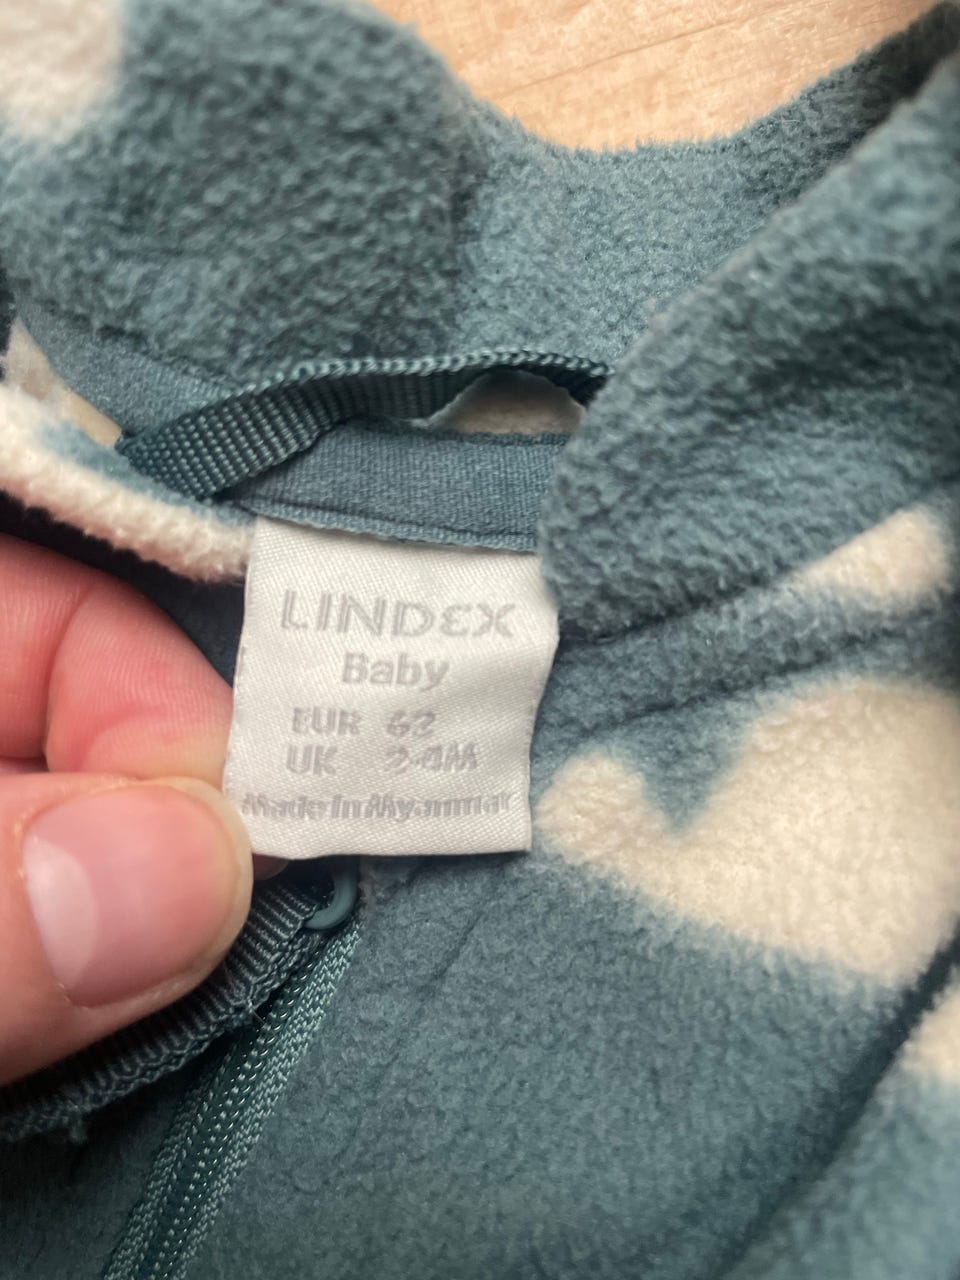 LINDEX
Baby
EUR 62
UK 2-4M
Made in Myanmar